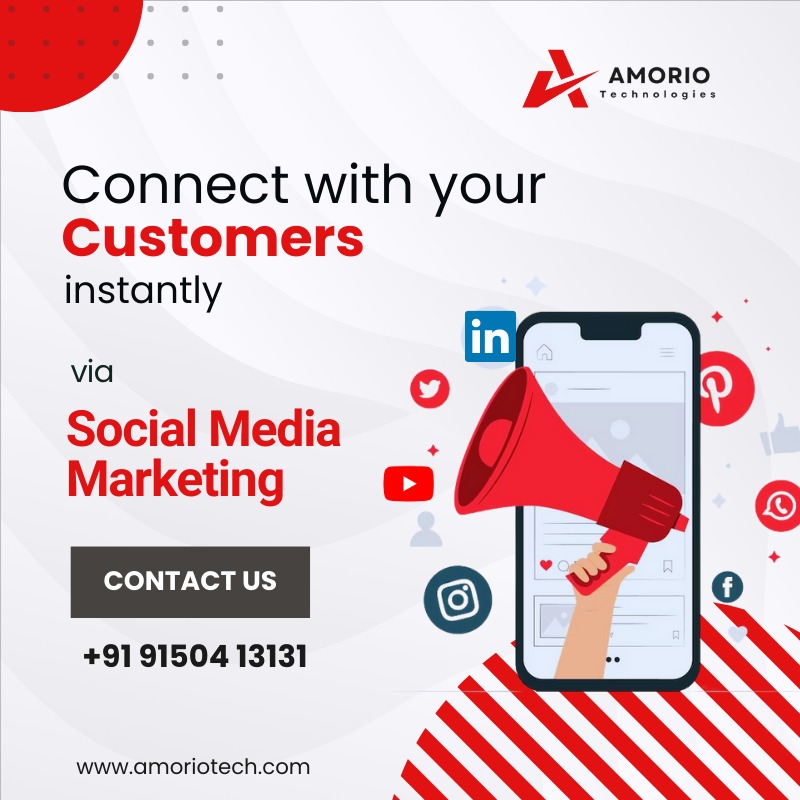 AMORIO
Technologies
Connect with your
Customers
instantly
via
Social Media
Marketing
CONTACT US
+91 91504 13131
www.amoriotech.com
in